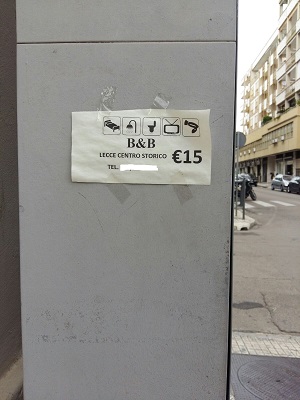 B&B
LECCE CENTRO STORICO €15
TEL.